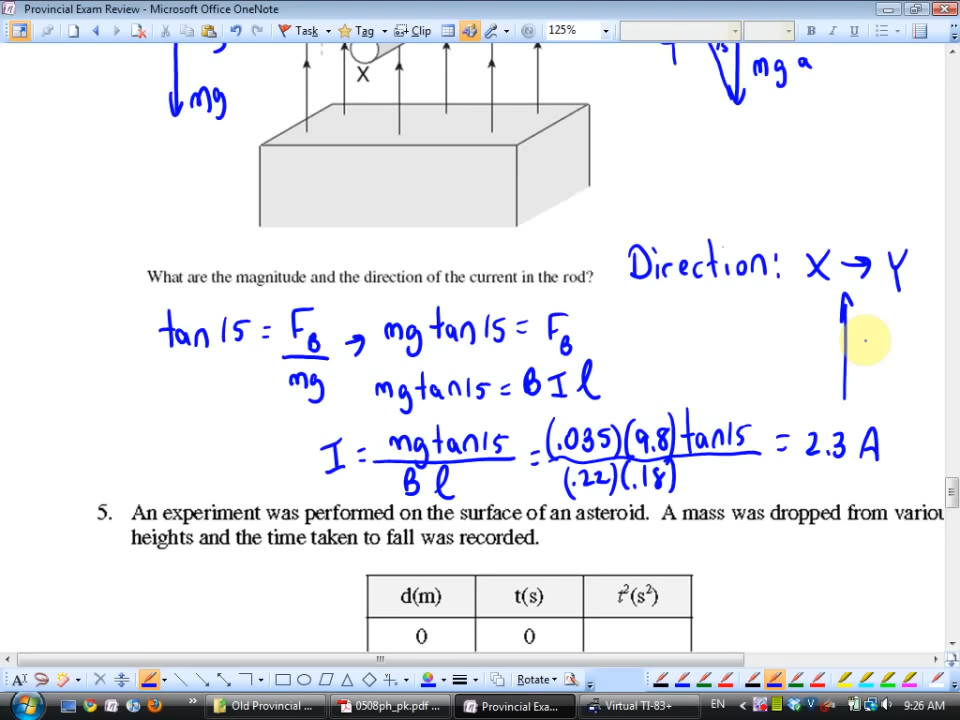 Provincial Exam Review - Microsoft Office OneNote
Task
Tag
Clip
125%
B I U
mg
X
15
mg
Direction: X → Y
What are the magnitude and the direction of the current in the rod?
tan 15 = F_B / mg → mg tan 15 = F_B
mg tan 15 = B I l
I = mg tan 15 / B l = (.035)(9.8) tan 15 / (.22)(.18) = 2.3 A
5. An experiment was performed on the surface of an asteroid. A mass was dropped from variou
heights and the time taken to fall was recorded.
d(m) t(s) t²(s²)
0 0
Rotate
Old Provincial ...
0508ph_pk.pdf ...
Provincial Exa...
Virtual TI-83+
EN
9:26 AM